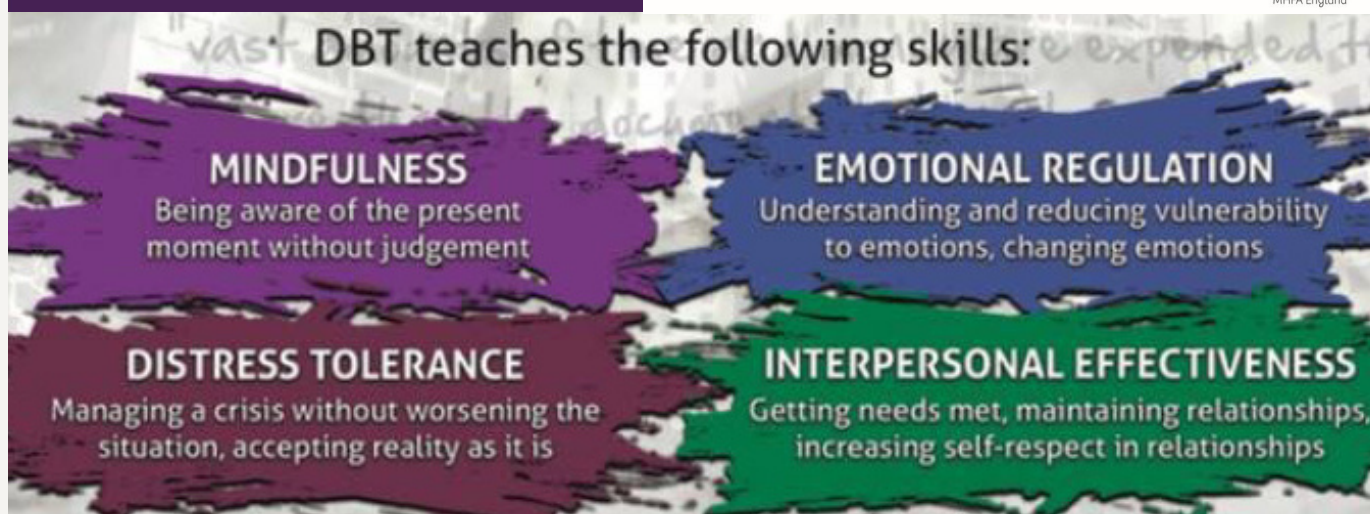 MHFA England
DBT teaches the following skills:
MINDFULNESS
Being aware of the present
moment without judgement
EMOTIONAL REGULATION
Understanding and reducing vulnerability
to emotions, changing emotions
DISTRESS TOLERANCE
Managing a crisis without worsening the
situation, accepting reality as it is
INTERPERSONAL EFFECTIVENESS
Getting needs met, maintaining relationships,
increasing self-respect in relationships